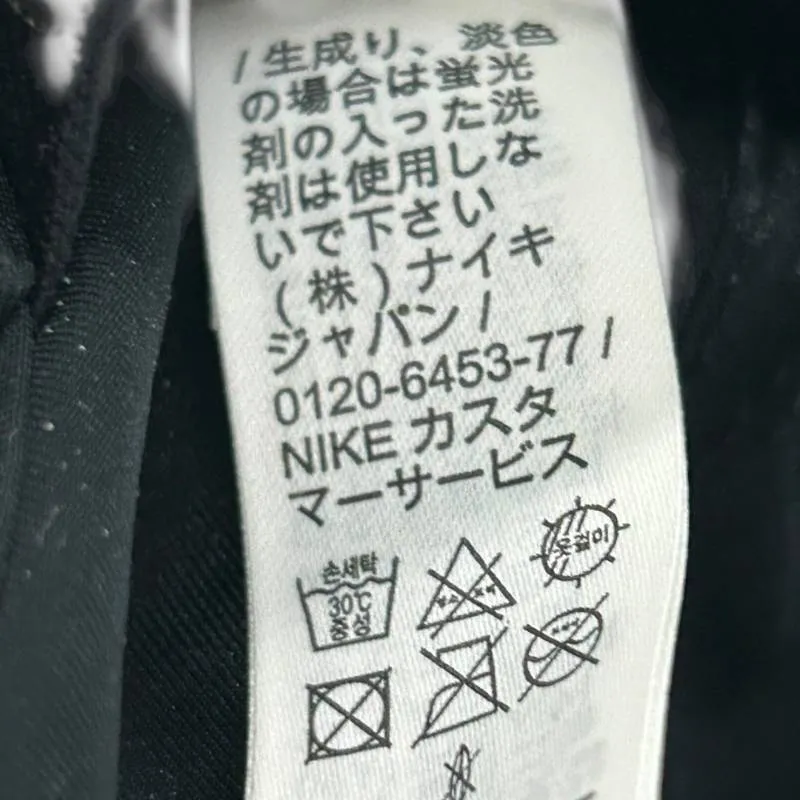 / 生成り、淡色
の場合は蛍光
剤の入った洗
剤は使用しな
いで下さい
(株)ナイキ
ジャパン /
0120-6453-77 /
NIKE カスタ
マーサービス
손세탁
30℃
중성
옷걸이